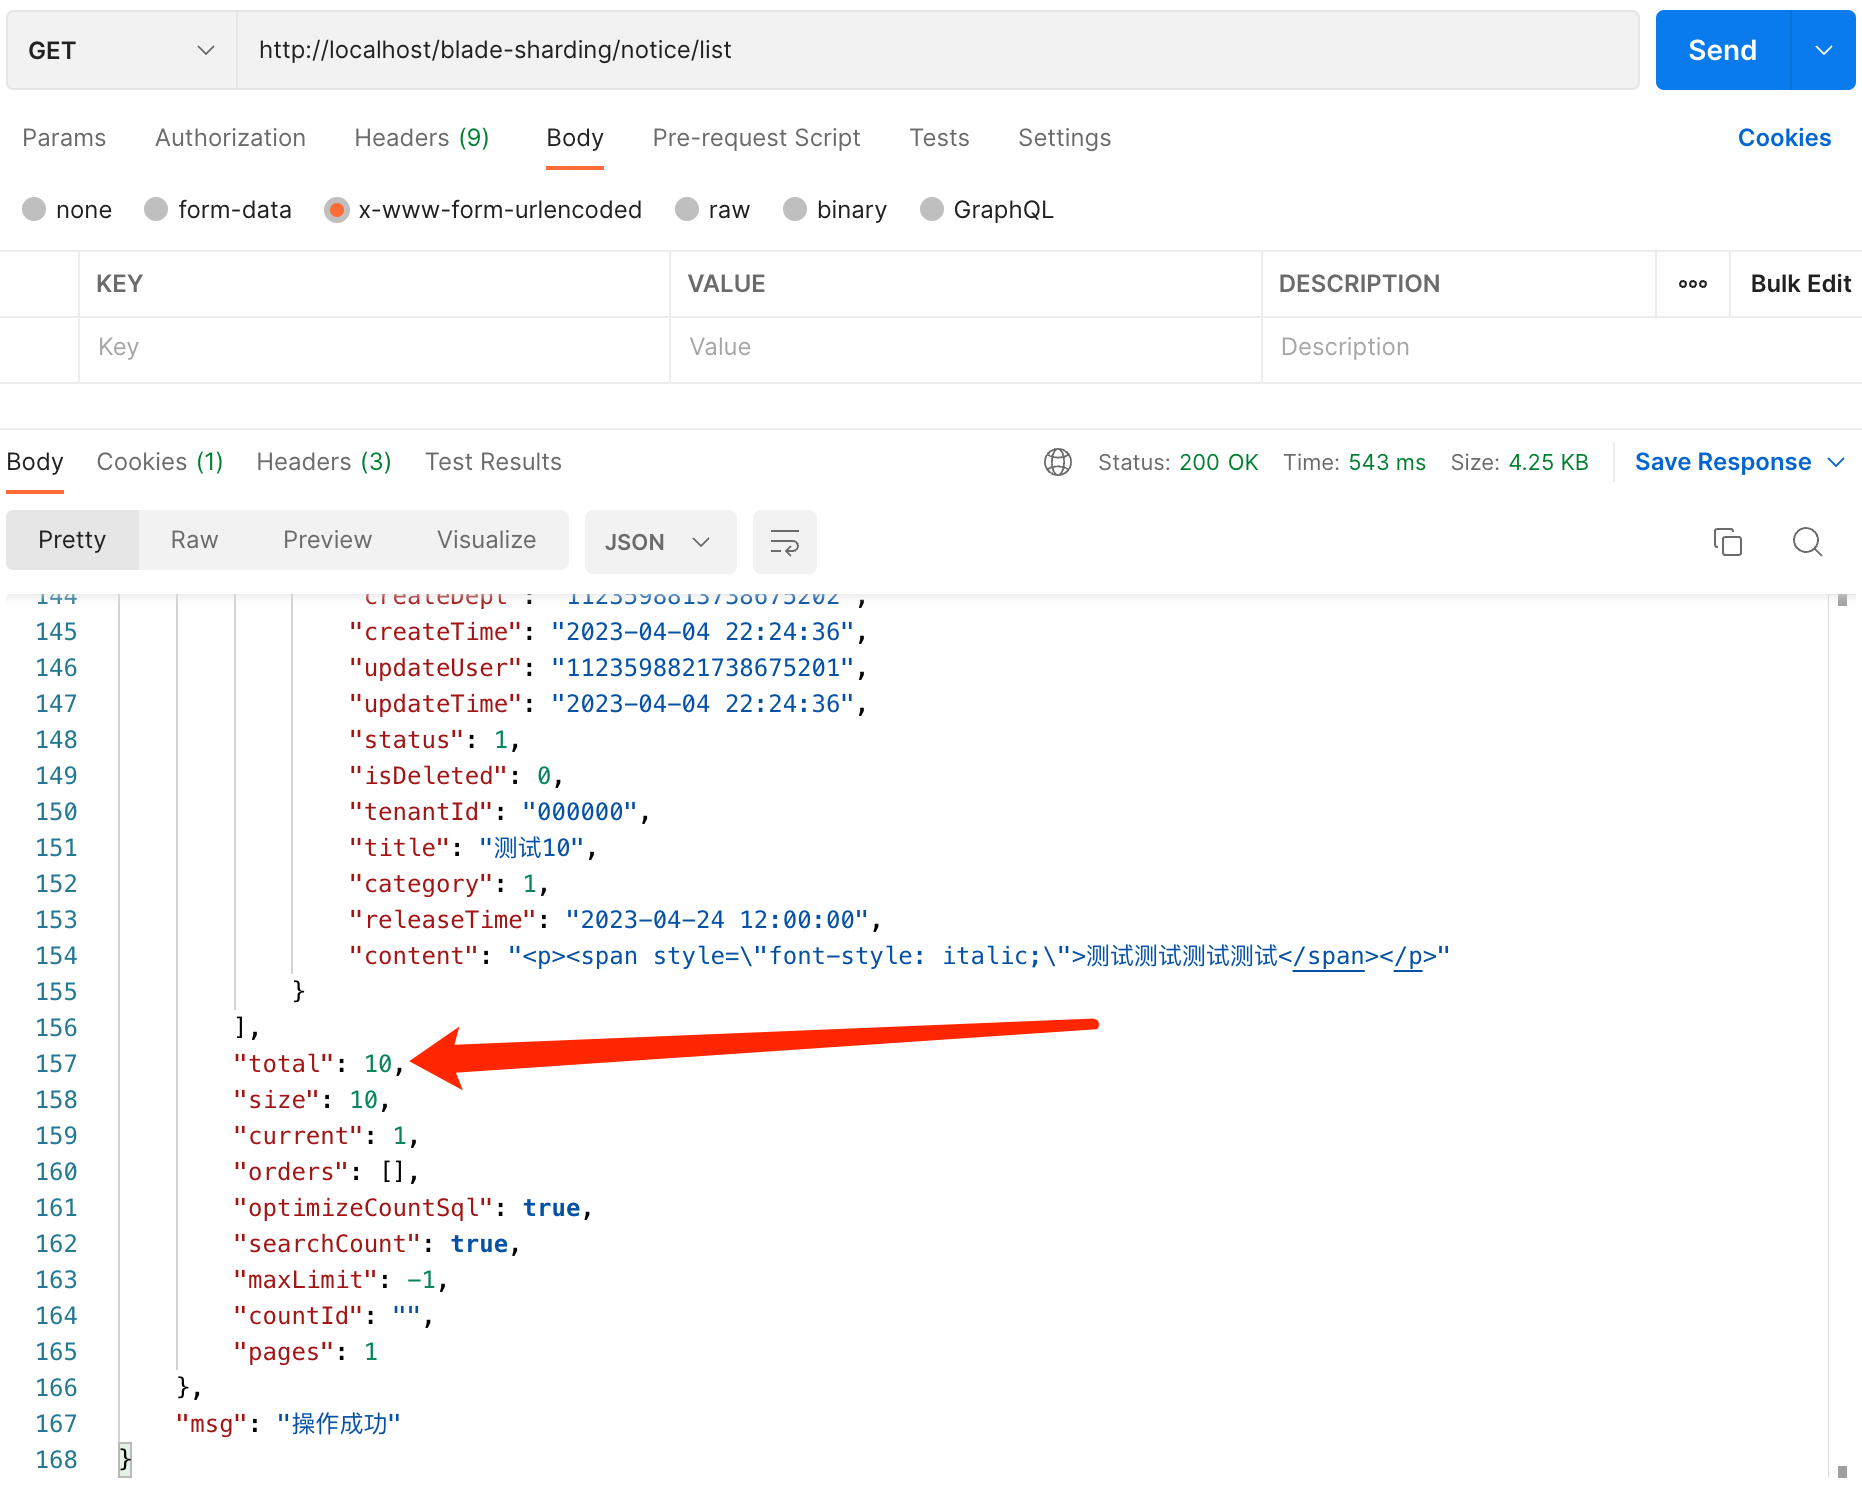 GET http://localhost/blade-sharding/notice/list Send
Params Authorization Headers (9) Body Pre-request Script Tests Settings Cookies
none form-data x-www-form-urlencoded raw binary GraphQL
KEY VALUE DESCRIPTION ooo Bulk Edit
Key Value Description
Body Cookies (1) Headers (3) Test Results Status: 200 OK Time: 543 ms Size: 4.25 KB Save Response
Pretty Raw Preview Visualize JSON
144 "createDept": "1123598813738675202",
145 "createTime": "2023-04-04 22:24:36",
146 "updateUser": "1123598821738675201",
147 "updateTime": "2023-04-04 22:24:36",
148 "status": 1,
149 "isDeleted": 0,
150 "tenantId": "000000",
151 "title": "测试10",
152 "category": 1,
153 "releaseTime": "2023-04-24 12:00:00",
154 "content": "<p><span style=\"font-style: italic;\">测试测试测试测试</span></p>"
155 }
156 ],
157 "total": 10,
158 "size": 10,
159 "current": 1,
160 "orders": [],
161 "optimizeCountSql": true,
162 "searchCount": true,
163 "maxLimit": -1,
164 "countId": "",
165 "pages": 1
166 },
167 "msg": "操作成功"
168 }